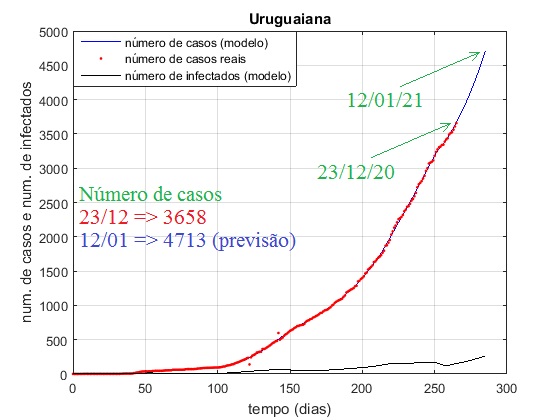 Uruguaiana
5000
4500
4000
3500
3000
2500
2000
1500
1000
500
0
num. de casos e num. de infectados
número de casos (modelo)
número de casos reais
número de infectados (modelo)
12/01/21
23/12/20
Número de casos
23/12 => 3658
12/01 => 4713 (previsão)
0 50 100 150 200 250 300
tempo (dias)